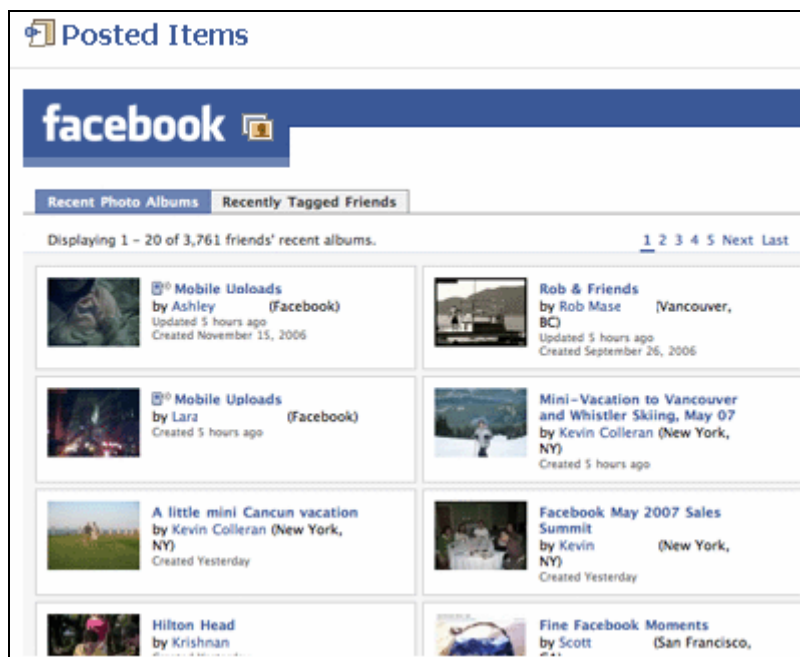 Posted Items
facebook
Recent Photo Albums Recently Tagged Friends
Displaying 1 - 20 of 3,761 friends' recent albums.
1 2 3 4 5 Next Last
Mobile Uploads
by Ashley (Facebook)
Updated 5 hours ago
Created November 15, 2006
Rob & Friends
by Rob Mase (Vancouver,
BC)
Updated 5 hours ago
Created September 26, 2006
Mobile Uploads
by Lara (Facebook)
Created 5 hours ago
Mini-Vacation to Vancouver
and Whistler Skiing, May 07
by Kevin Colleran (New York,
NY)
Created 5 hours ago
A little mini Cancun vacation
by Kevin Colleran (New York,
NY)
Created Yesterday
Facebook May 2007 Sales
Summit
by Kevin (New York,
NY)
Created Yesterday
Hilton Head
by Krishnan
Created Yesterday
Fine Facebook Moments
by Scott (San Francisco,
CA)